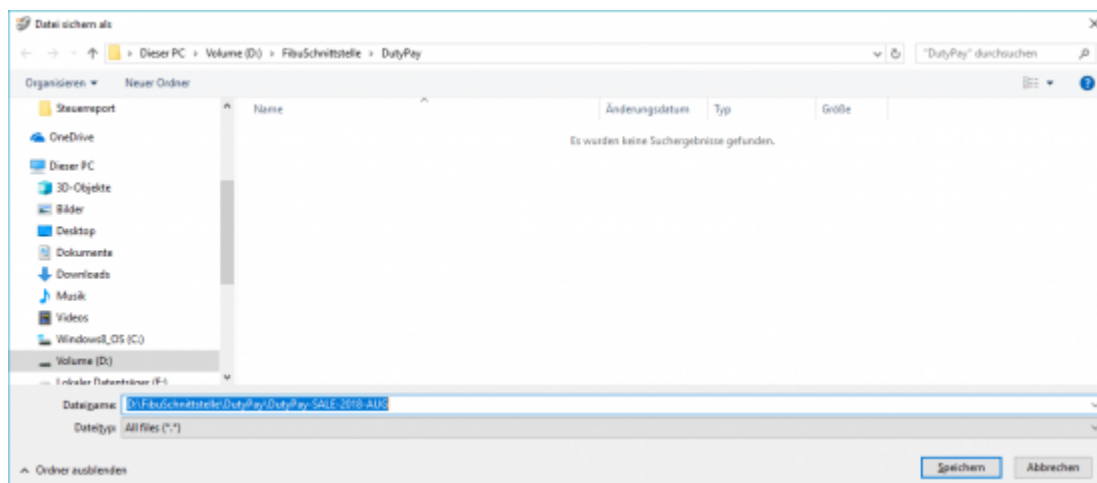 Datei sichern als
Dieser PC > Volume (D:) > FibuSchnittstelle > DutyPay
"DutyPay" durchsuchen
Organisieren
Neuer Ordner
Steuerreport
OneDrive
Dieser PC
3D-Objekte
Bilder
Desktop
Dokumente
Downloads
Musik
Videos
Windows8_OS (C:)
Volume (D:)
Lokaler Datenträger (F:)
Name
Änderungsdatum
Typ
Größe
Es wurden keine Suchergebnisse gefunden.
Dateiname: D:\FibuSchnittstelle\DutyPay\DutyPay-SALE-2018-AUG
Dateityp: All files (*.*)
Ordner ausblenden
Speichern
Abbrechen